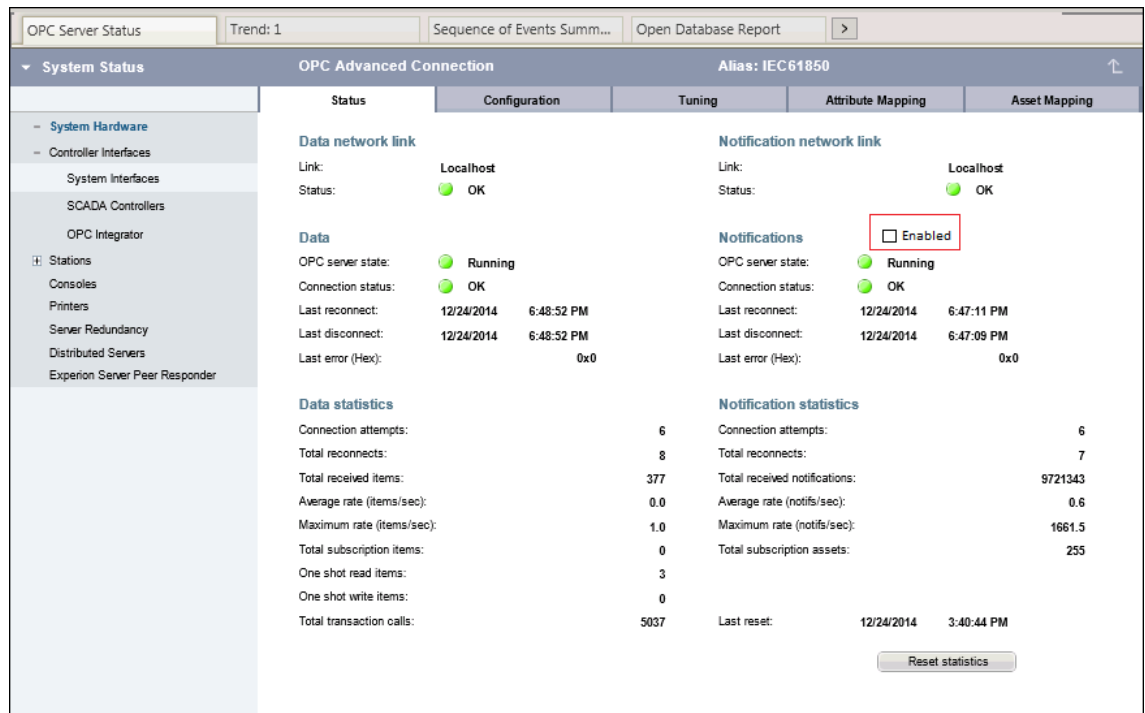 OPC Server Status Trend: 1 Sequence of Events Summ... Open Database Report >
System Status OPC Advanced Connection Alias: IEC61850
Status Configuration Tuning Attribute Mapping Asset Mapping
System Hardware
Controller Interfaces
System Interfaces
SCADA Controllers
OPC Integrator
Stations
Consoles
Printers
Server Redundancy
Distributed Servers
Experion Server Peer Responder
Data network link
Link: Localhost
Status: OK
Data
OPC server state: Running
Connection status: OK
Last reconnect: 12/24/2014 6:48:52 PM
Last disconnect: 12/24/2014 6:48:52 PM
Last error (Hex): 0x0
Data statistics
Connection attempts: 6
Total reconnects: 8
Total received items: 377
Average rate (items/sec): 0.0
Maximum rate (items/sec): 1.0
Total subscription items: 0
One shot read items: 3
One shot write items: 0
Total transaction calls: 5037
Notification network link
Link: Localhost
Status: OK
Notifications Enabled
OPC server state: Running
Connection status: OK
Last reconnect: 12/24/2014 6:47:11 PM
Last disconnect: 12/24/2014 6:47:09 PM
Last error (Hex): 0x0
Notification statistics
Connection attempts: 6
Total reconnects: 7
Total received notifications: 9721343
Average rate (notifs/sec): 0.6
Maximum rate (notifs/sec): 1661.5
Total subscription assets: 255
Last reset: 12/24/2014 3:40:44 PM
Reset statistics